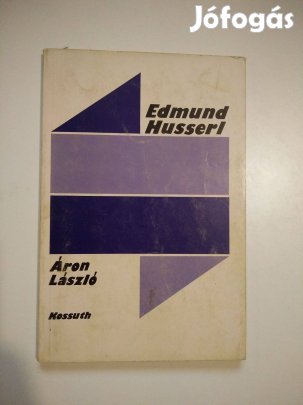 Jófogás
Edmund
Husserl
Áron
László
Kossuth